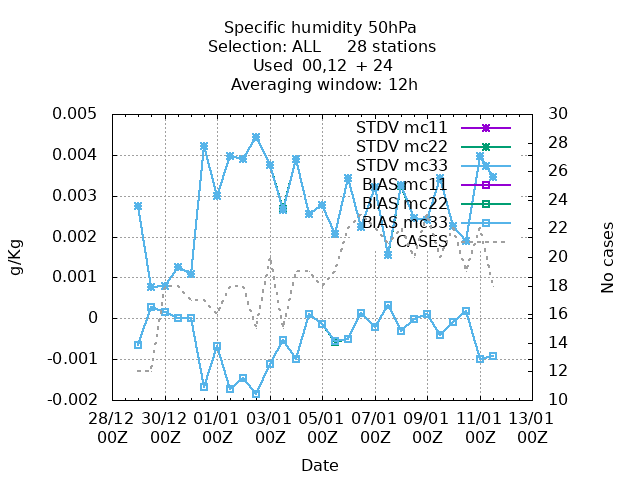 Specific humidity 50hPa
Selection: ALL 28 stations
Used 00,12 + 24
Averaging window: 12h
0.005
0.004
0.003
0.002
0.001
0
-0.001
-0.002
g/Kg
30
28
26
24
22
20
18
16
14
12
10
No cases
STDV mc11
STDV mc22
STDV mc33
BIAS mc11
BIAS mc22
BIAS mc33
CASES
28/12 30/12 01/01 03/01 05/01 07/01 09/01 11/01 13/01
00Z 00Z 00Z 00Z 00Z 00Z 00Z 00Z 00Z
Date